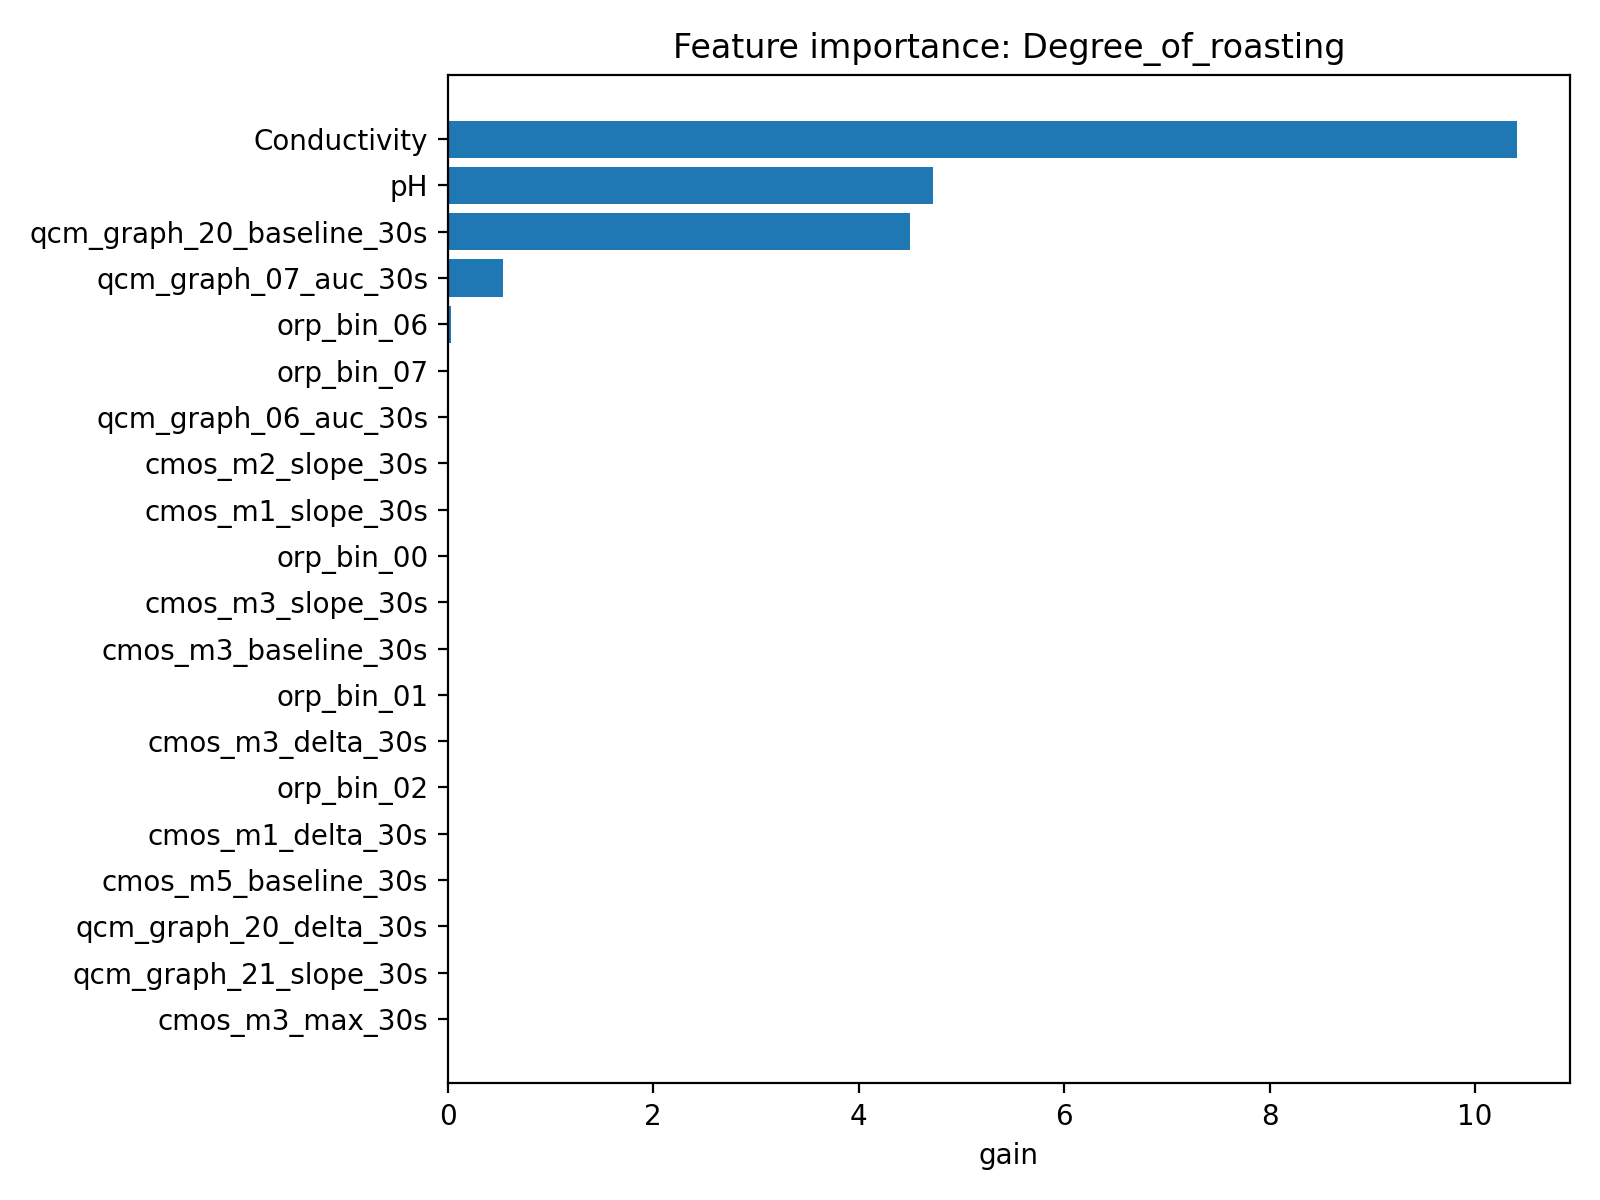 Feature importance: Degree_of_roasting
Conductivity
pH
qcm_graph_20_baseline_30s
qcm_graph_07_auc_30s
orp_bin_06
orp_bin_07
qcm_graph_06_auc_30s
cmos_m2_slope_30s
cmos_m1_slope_30s
orp_bin_00
cmos_m3_slope_30s
cmos_m3_baseline_30s
orp_bin_01
cmos_m3_delta_30s
orp_bin_02
cmos_m1_delta_30s
cmos_m5_baseline_30s
qcm_graph_20_delta_30s
qcm_graph_21_slope_30s
cmos_m3_max_30s
0 2 4 6 8 10
gain